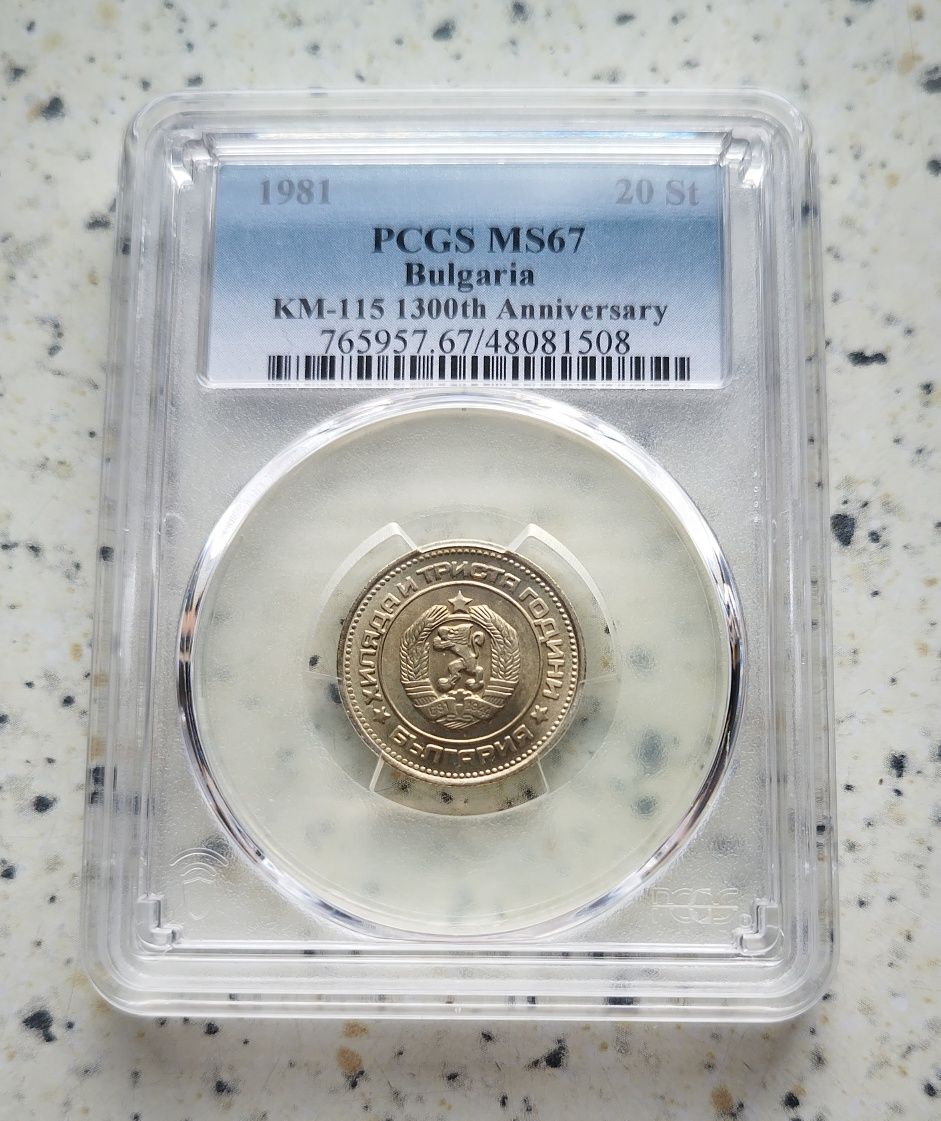 1981 20 St
PCGS MS67
Bulgaria
KM-115 1300th Anniversary
765957.67/48081508
ХИЛЯДА И ТРИСТА ГОДИНИ
БЪЛГАРИЯ
PCGS